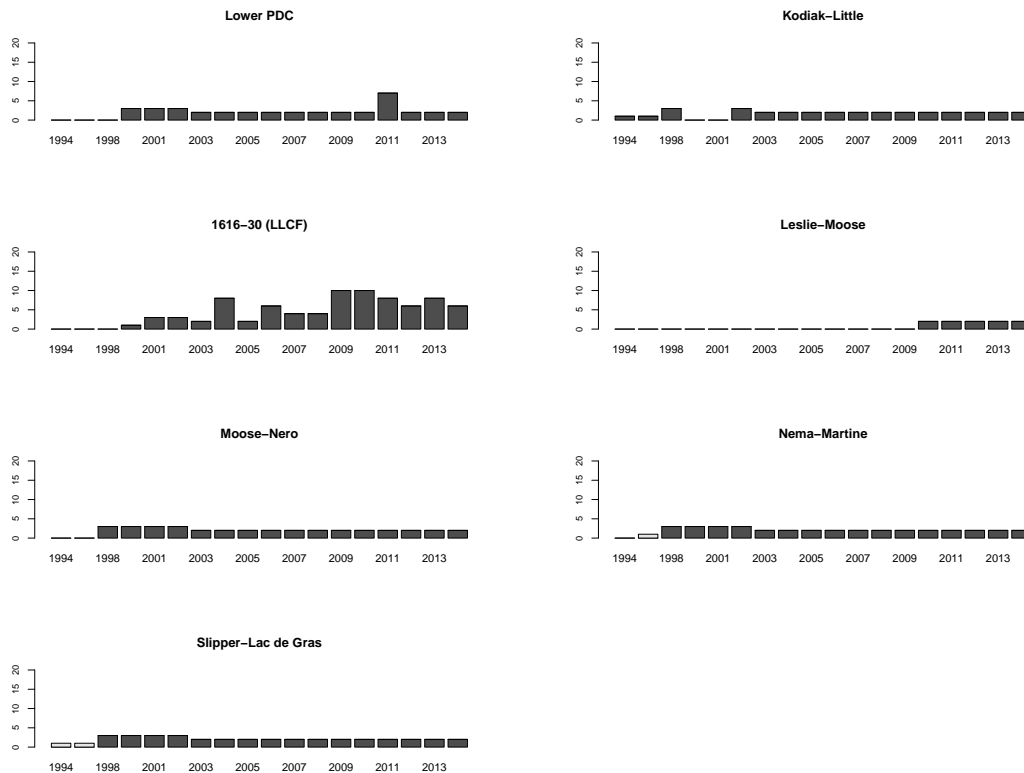 Lower PDC
0 5 10 15 20
1994 1998 2001 2003 2005 2007 2009 2011 2013
Kodiak−Little
0 5 10 15 20
1994 1998 2001 2003 2005 2007 2009 2011 2013
1616−30 (LLCF)
0 5 10 15 20
1994 1998 2001 2003 2005 2007 2009 2011 2013
Leslie−Moose
0 5 10 15 20
1994 1998 2001 2003 2005 2007 2009 2011 2013
Moose−Nero
0 5 10 15 20
1994 1998 2001 2003 2005 2007 2009 2011 2013
Nema−Martine
0 5 10 15 20
1994 1998 2001 2003 2005 2007 2009 2011 2013
Slipper−Lac de Gras
0 5 10 15 20
1994 1998 2001 2003 2005 2007 2009 2011 2013